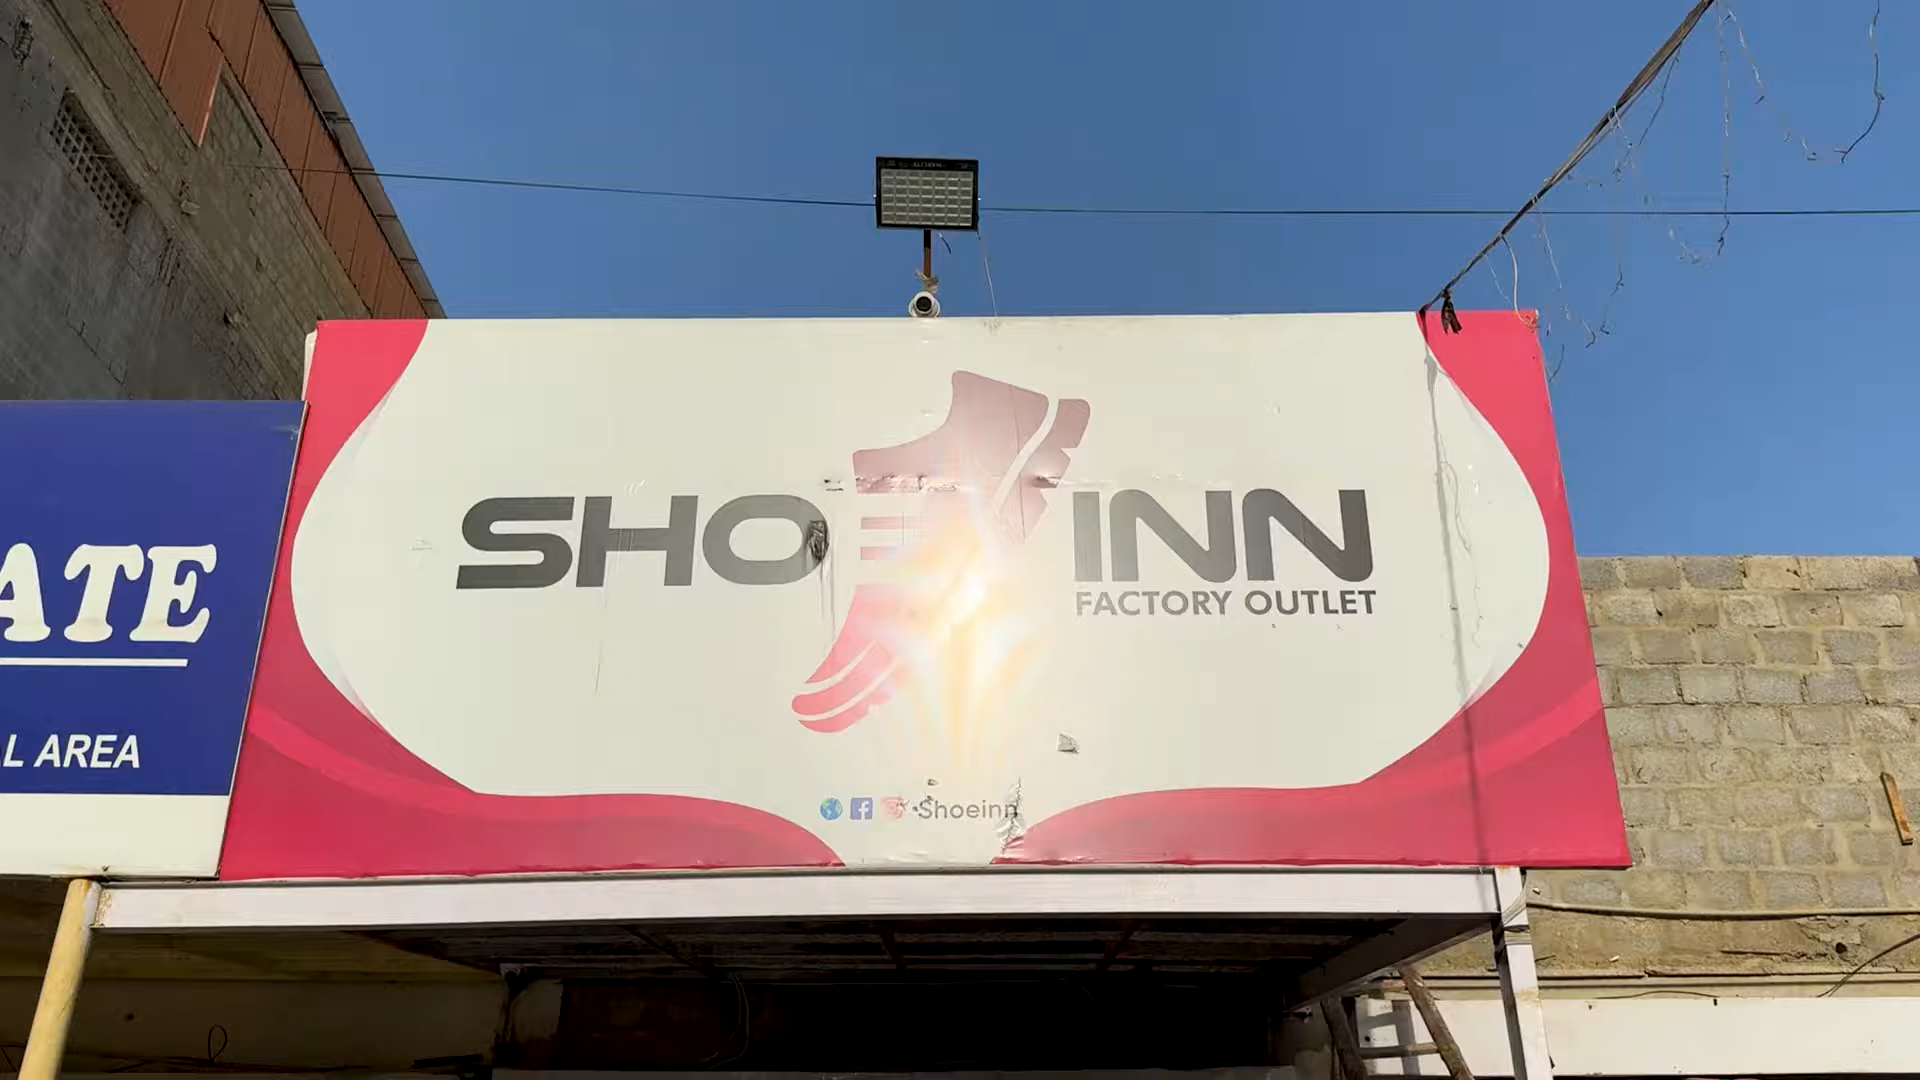 SHOE INN
FACTORY OUTLET
Shoeinn
ATE
L AREA